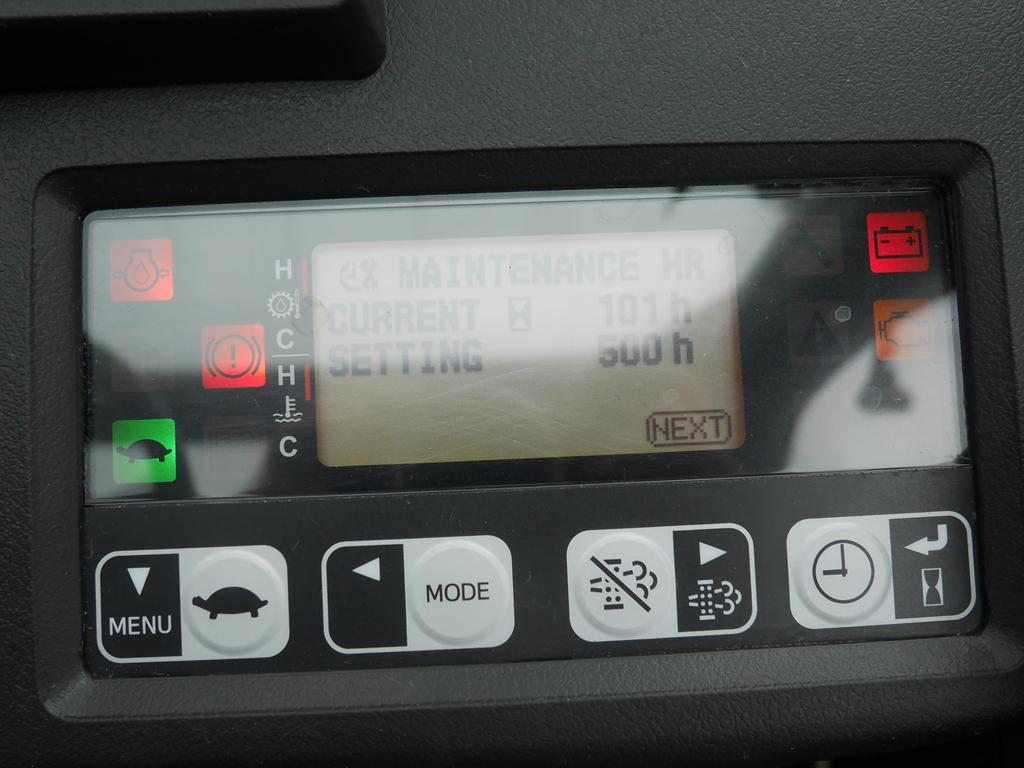 H
C
H
C
MAINTENANCE HR
CURRENT 101 h
SETTING 500 h
NEXT
MENU
MODE